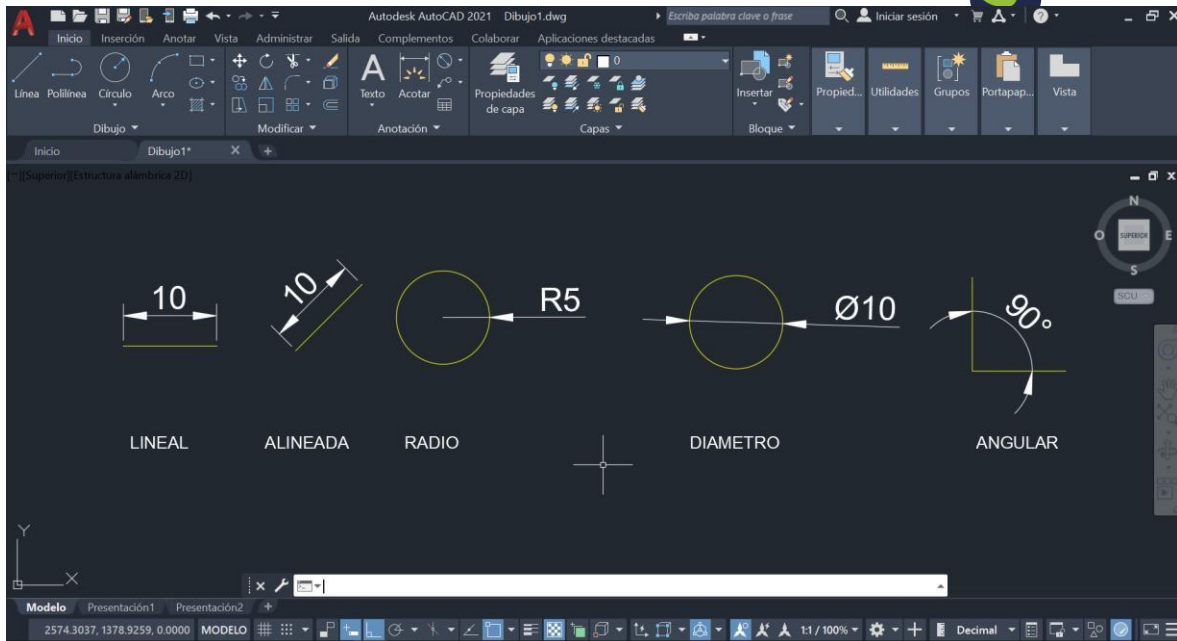 Autodesk AutoCAD 2021 Dibujo1.dwg Escriba palabra clave o frase Iniciar sesión
Inicio Inserción Anotar Vista Administrar Salida Complementos Colaborar Aplicaciones destacadas
0
Línea Polilínea Círculo Arco Texto Acotar Propiedades de capa Insertar Propied... Utilidades Grupos Portapap... Vista
Dibujo Modificar Anotación Capas Bloque
Inicio Dibujo1* +
[-][Superior][Estructura alámbrica 2D]
N
O SUPERIOR E
S
SCU
10 10 R5 Ø10 90°
LINEAL ALINEADA RADIO DIAMETRO ANGULAR
Y
X
Modelo Presentación1 Presentación2 +
2574.3037, 1378.9259, 0.0000 MODELO 1:1 / 100% Decimal